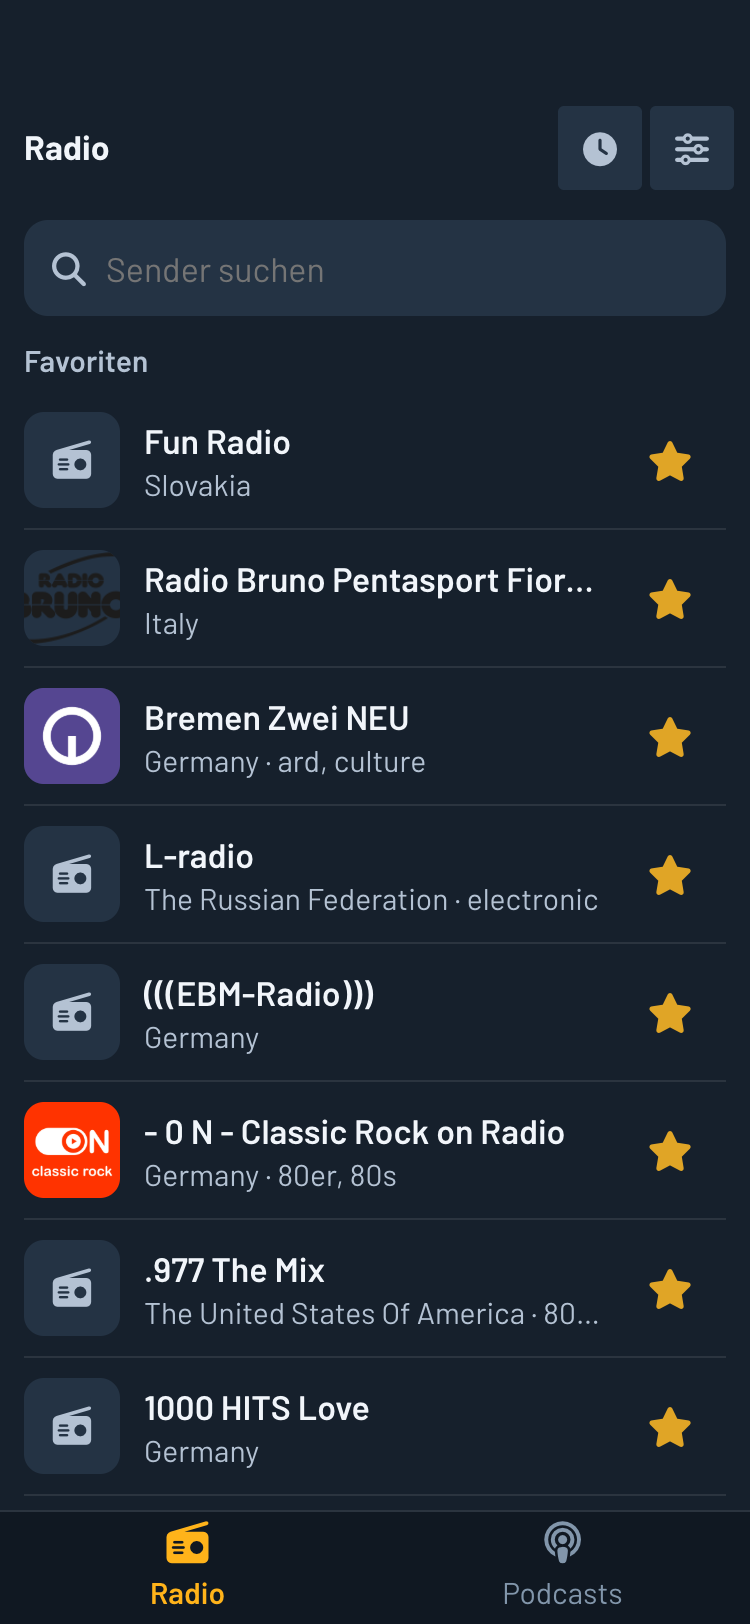 Radio
Sender suchen
Favoriten
Fun Radio
Slovakia
RADIO
BRUNO
Radio Bruno Pentasport Fior...
Italy
Bremen Zwei NEU
Germany · ard, culture
L-radio
The Russian Federation · electronic
(((EBM-Radio)))
Germany
ON
classic rock
- 0 N - Classic Rock on Radio
Germany · 80er, 80s
.977 The Mix
The United States Of America · 80...
1000 HITS Love
Germany
Radio
Podcasts